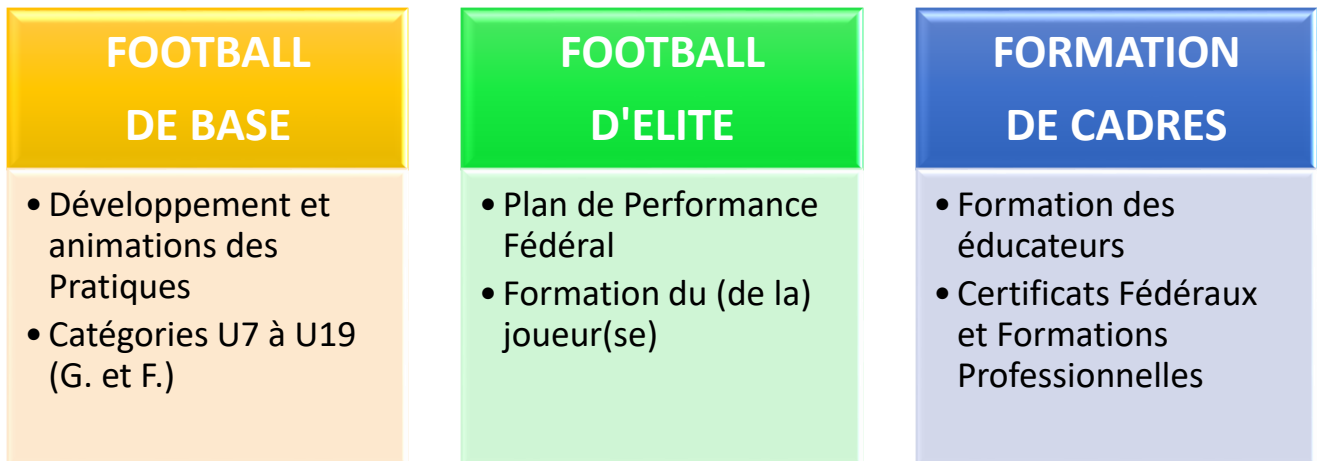 FOOTBALL
DE BASE
• Développement et
animations des
Pratiques
• Catégories U7 à U19
(G. et F.)
FOOTBALL
D'ELITE
• Plan de Performance
Fédéral
• Formation du (de la)
joueur(se)
FORMATION
DE CADRES
• Formation des
éducateurs
• Certificats Fédéraux
et Formations
Professionnelles